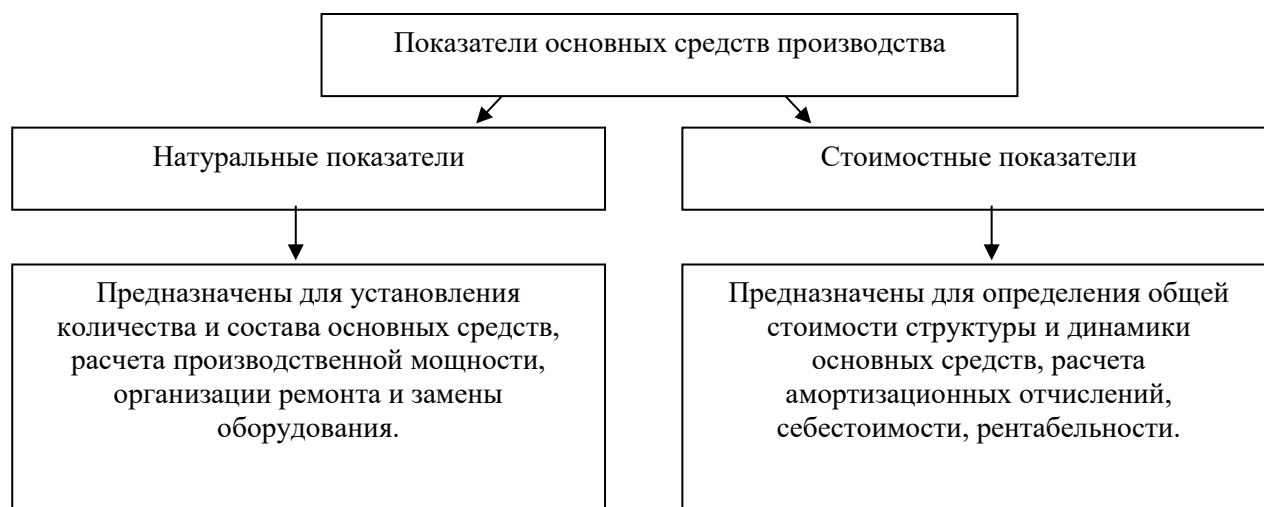 Показатели основных средств производства
Натуральные показатели
Стоимостные показатели
Предназначены для установления
количества и состава основных средств,
расчета производственной мощности,
организации ремонта и замены
оборудования.
Предназначены для определения общей
стоимости структуры и динамики
основных средств, расчета
амортизационных отчислений,
себестоимости, рентабельности.